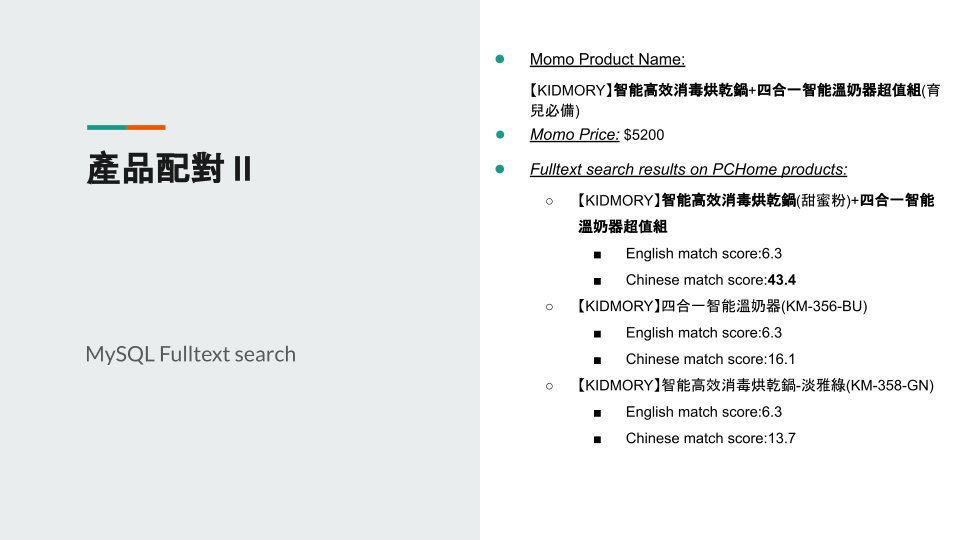 產品配對 II
MySQL Fulltext search
● Momo Product Name:
【KIDMORY】智能高效消毒烘乾鍋+四合一智能溫奶器超值組(育
兒必備)
● Momo Price: $5200
● Fulltext search results on PCHome products:
○ 【KIDMORY】智能高效消毒烘乾鍋(甜蜜粉)+四合一智能
溫奶器超值組
■ English match score:6.3
■ Chinese match score:43.4
○ 【KIDMORY】四合一智能溫奶器(KM-356-BU)
■ English match score:6.3
■ Chinese match score:16.1
○ 【KIDMORY】智能高效消毒烘乾鍋-淡雅綠(KM-358-GN)
■ English match score:6.3
■ Chinese match score:13.7